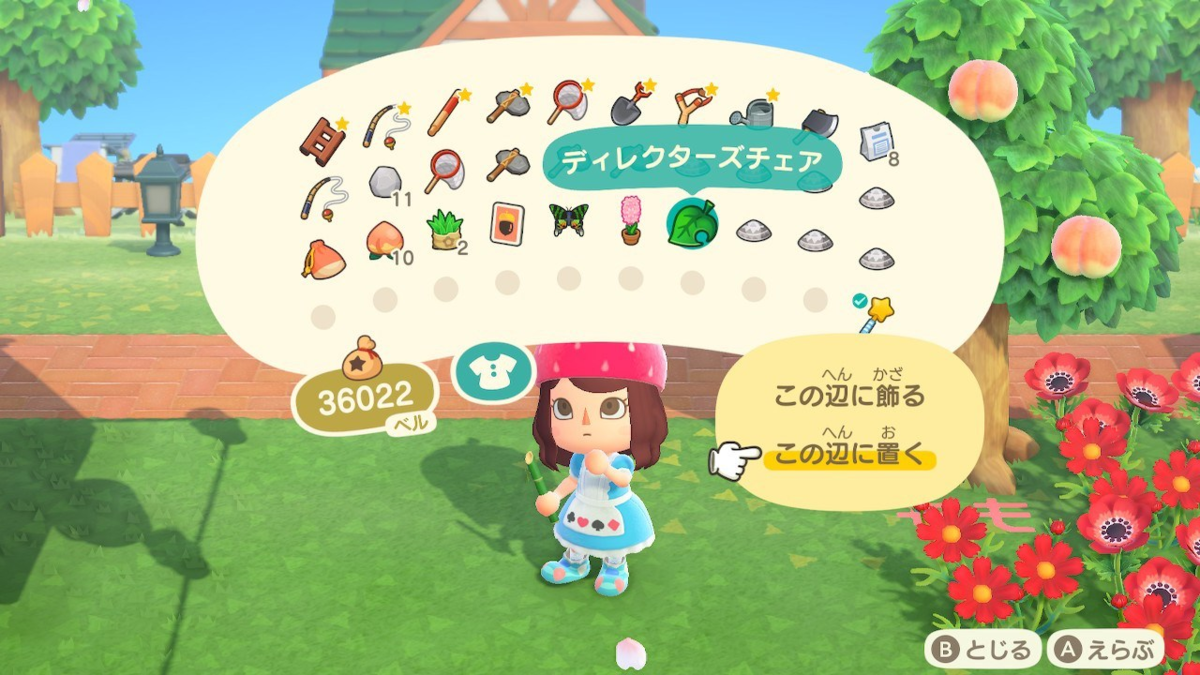 ディレクターズチェア
8
11
10
2
36022
ベル
へん かざ
この辺に飾る
へん お
この辺に置く
も
B とじる A えらぶ